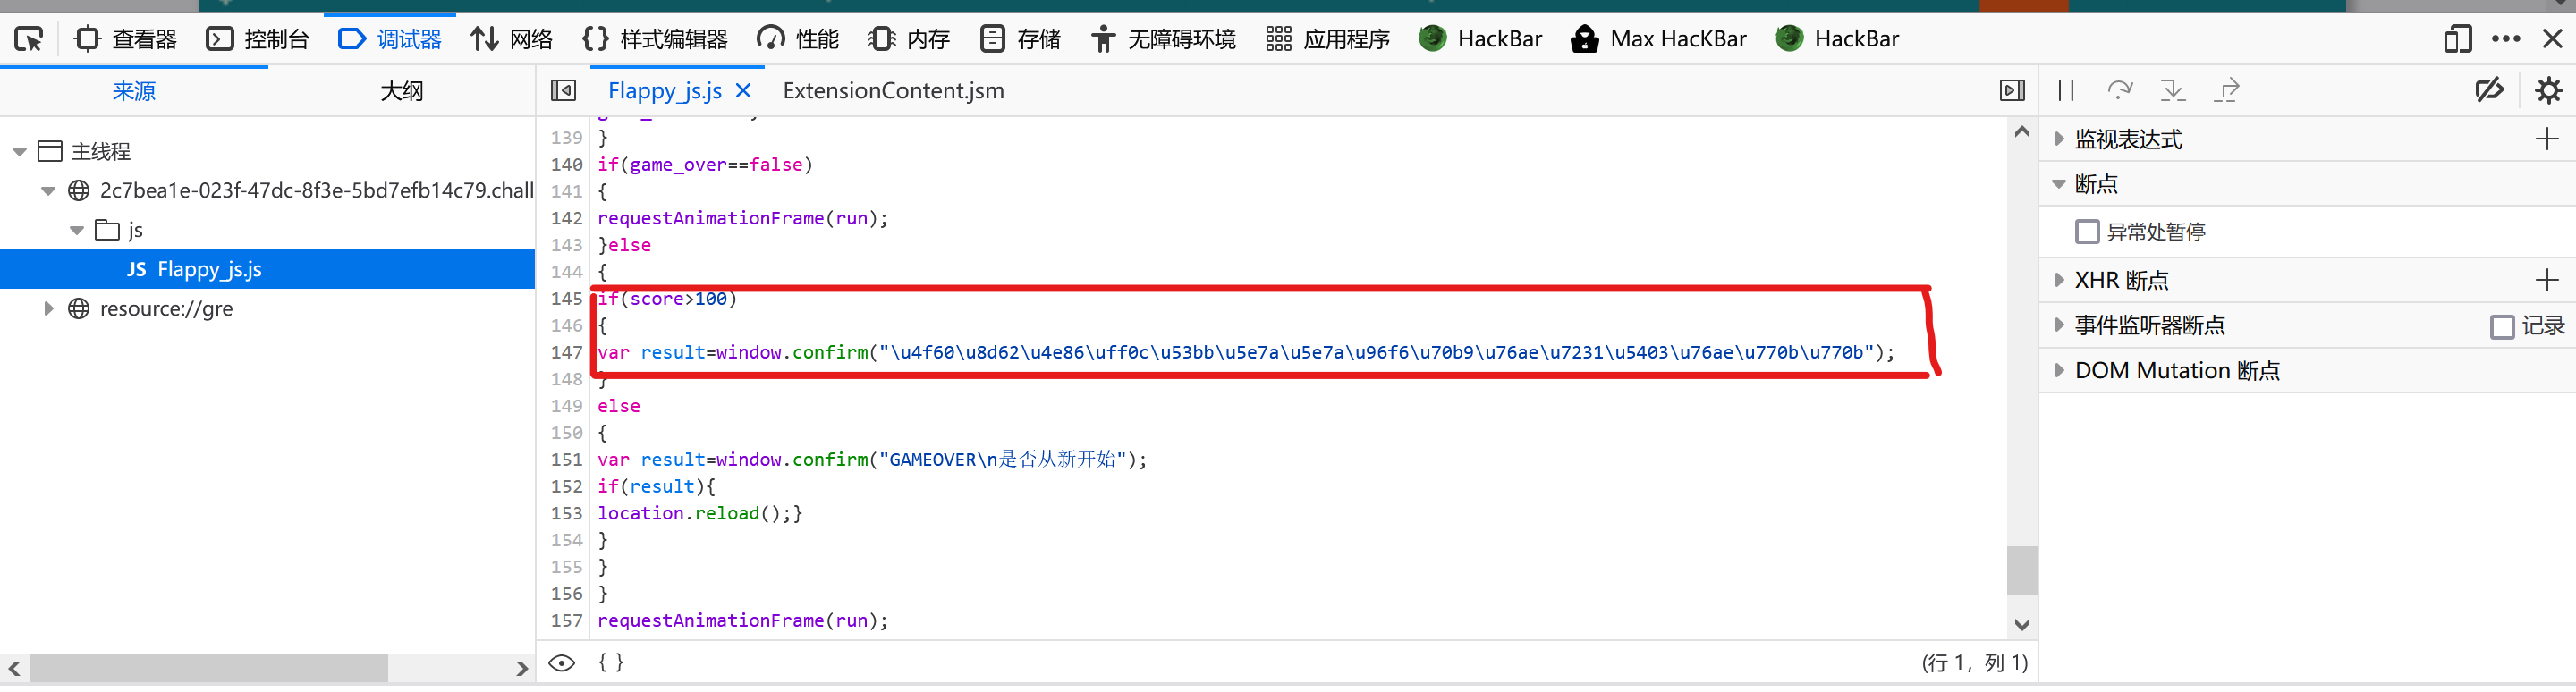 查看器 控制台 调试器 网络 样式编辑器 性能 内存 存储 无障碍环境 应用程序 HackBar Max HacKBar HackBar
来源 大纲
Flappy_js.js ExtensionContent.jsm
主线程
2c7bea1e-023f-47dc-8f3e-5bd7efb14c79.chall
js
JS Flappy_js.js
resource://gre
139 }
140 if(game_over==false)
141 {
142 requestAnimationFrame(run);
143 }else
144 {
145 if(score>100)
146 {
147 var result=window.confirm("\u4f60\u8d62\u4e86\uff0c\u53bb\u5e7a\u5e7a\u96f6\u70b9\u76ae\u7231\u5403\u76ae\u770b\u770b");
148 }
149 else
150 {
151 var result=window.confirm("GAMEOVER\n是否从新开始");
152 if(result){
153 location.reload();}
154 }
155 }
156 }
157 requestAnimationFrame(run);
{ }
(行 1，列 1)
监视表达式
断点
异常处暂停
XHR 断点
事件监听器断点 记录
DOM Mutation 断点